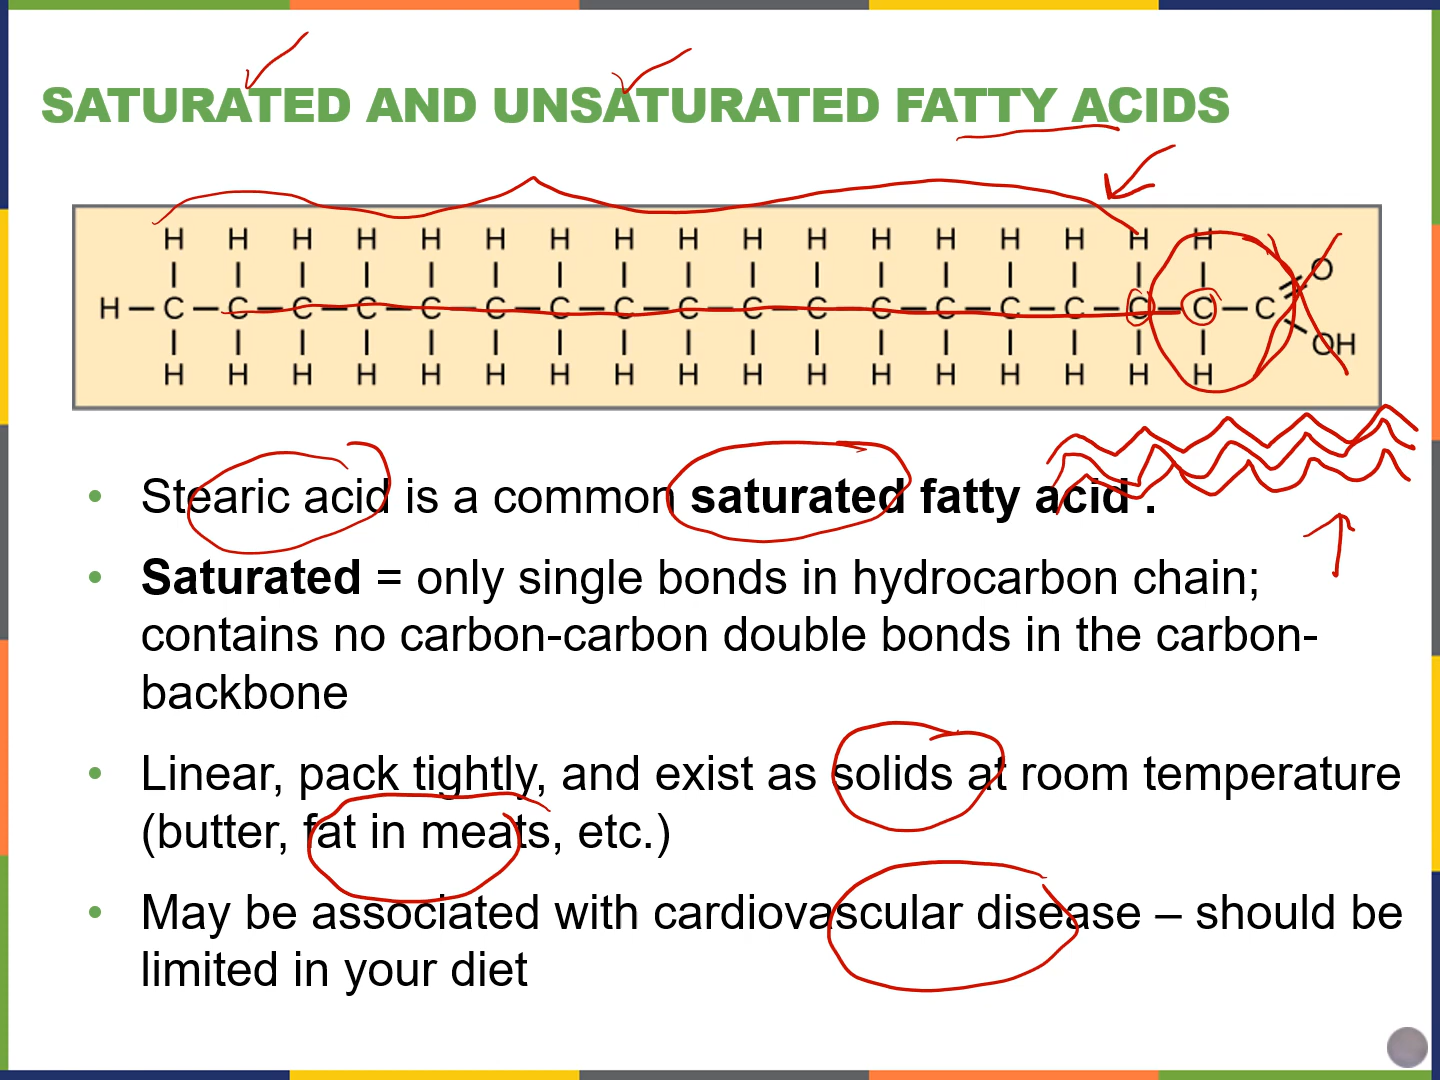 SATURATED AND UNSATURATED FATTY ACIDS
H H H H H H H H H H H H H H H H H
O
H–C–C–C–C–C–C–C–C–C–C–C–C–C–C–C–C–C–C
OH
H H H H H H H H H H H H H H H H H
• Stearic acid is a common saturated fatty acid .
• Saturated = only single bonds in hydrocarbon chain;
contains no carbon-carbon double bonds in the carbon-
backbone
• Linear, pack tightly, and exist as solids at room temperature
(butter, fat in meats, etc.)
• May be associated with cardiovascular disease – should be
limited in your diet